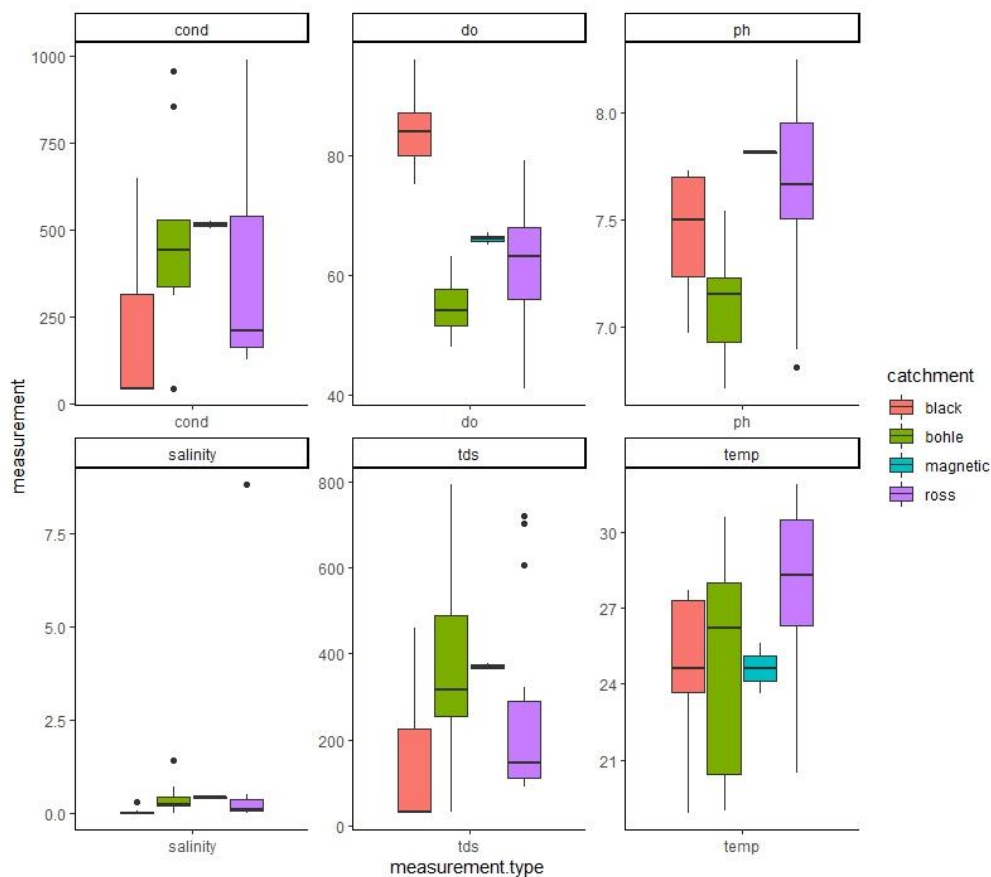 cond
do
ph
1000
750
500
250
0
80
60
40
8.0
7.5
7.0
cond
do
ph
measurement
salinity
tds
temp
7.5
5.0
2.5
0.0
800
600
400
200
0
30
27
24
21
salinity
tds
temp
measurement.type
catchment
black
bohle
magnetic
ross